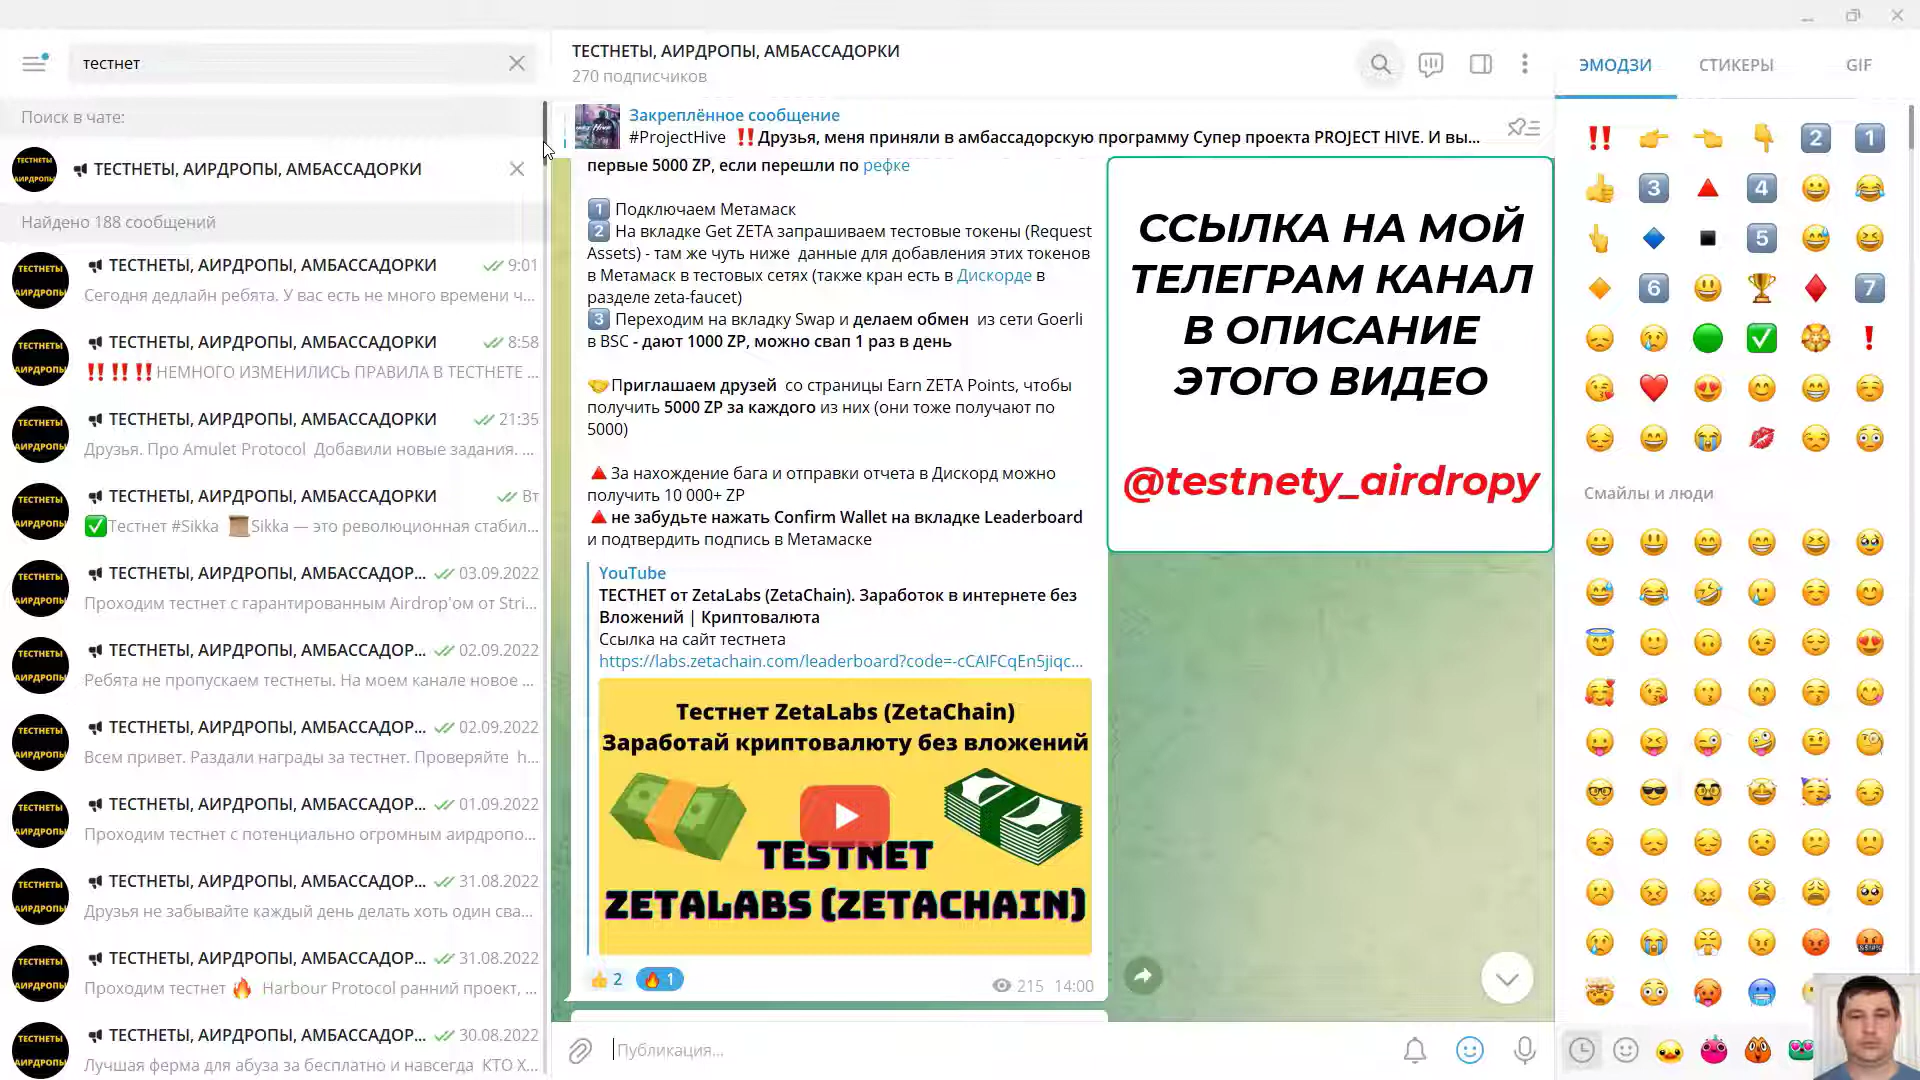 тестнет
Поиск в чате:
ТЕСТНЕТЫ, АИРДРОПЫ, АМБАССАДОРКИ
Найдено 188 сообщений
ТЕСТНЕТЫ, АИРДРОПЫ, АМБАССАДОРКИ 9:01
Сегодня дедлайн ребята. У вас есть не много времени ч...
ТЕСТНЕТЫ, АИРДРОПЫ, АМБАССАДОРКИ 8:58
‼️‼️‼️НЕМНОГО ИЗМЕНИЛИСЬ ПРАВИЛА В ТЕСТНЕТЕ ...
ТЕСТНЕТЫ, АИРДРОПЫ, АМБАССАДОРКИ 21:35
Друзья. Про Amulet Protocol Добавили новые задания. ...
ТЕСТНЕТЫ, АИРДРОПЫ, АМБАССАДОРКИ Вт
✅Тестнет #Sikka 📜Sikka — это революционная стабил...
ТЕСТНЕТЫ, АИРДРОПЫ, АМБАССАДОР... 03.09.2022
Проходим тестнет с гарантированным Airdrop'ом от Stri...
ТЕСТНЕТЫ, АИРДРОПЫ, АМБАССАДОР... 02.09.2022
Ребята не пропускаем тестнеты. На моем канале новое ...
ТЕСТНЕТЫ, АИРДРОПЫ, АМБАССАДОР... 02.09.2022
Всем привет. Раздали награды за тестнет. Проверяйте h...
ТЕСТНЕТЫ, АИРДРОПЫ, АМБАССАДОР... 01.09.2022
Проходим тестнет с потенциально огромным аирдропо...
ТЕСТНЕТЫ, АИРДРОПЫ, АМБАССАДОР... 31.08.2022
Друзья не забывайте каждый день делать хоть один сва...
ТЕСТНЕТЫ, АИРДРОПЫ, АМБАССАДОР... 31.08.2022
Проходим тестнет 🔥 Harbour Protocol ранний проект, ...
ТЕСТНЕТЫ, АИРДРОПЫ, АМБАССАДОР... 30.08.2022
Лучшая ферма для абуза за бесплатно и навсегда КТО Х...
ТЕСТНЕТЫ, АИРДРОПЫ, АМБАССАДОРКИ
270 подписчиков
Закреплённое сообщение
#ProjectHive ‼️Друзья, меня приняли в амбассадорскую программу Супер проекта PROJECT HIVE. И вы...
первые 5000 ZP, если перешли по рефке
1️⃣ Подключаем Метамаск
2️⃣ На вкладке Get ZETA запрашиваем тестовые токены (Request
Assets) - там же чуть ниже данные для добавления этих токенов
в Метамаск в тестовых сетях (также кран есть в Дискорде в
разделе zeta-faucet)
3️⃣ Переходим на вкладку Swap и делаем обмен из сети Goerli
в BSC - дают 1000 ZP, можно свап 1 раз в день
🤝Приглашаем друзей со страницы Earn ZETA Points, чтобы
получить 5000 ZP за каждого из них (они тоже получают по
5000)
🔺За нахождение бага и отправки отчета в Дискорд можно
получить 10 000+ ZP
🔺не забудьте нажать Confirm Wallet на вкладке Leaderboard
и подтвердить подпись в Метамаске
YouTube
ТЕСТНЕТ от ZetaLabs (ZetaChain). Заработок в интернете без
Вложений | Криптовалюта
Ссылка на сайт тестнета
https://labs.zetachain.com/leaderboard?code=-cCAIFCqEn5jiqc...
Тестнет ZetaLabs (ZetaChain)
Заработай криптовалюту без вложений
TESTNET
ZETALABS (ZETACHAIN)
👍 2 🔥 1 215 14:00
Публикация...
ССЫЛКА НА МОЙ
ТЕЛЕГРАМ КАНАЛ
В ОПИСАНИЕ
ЭТОГО ВИДЕО
@testnety_airdropy
ЭМОДЗИ СТИКЕРЫ GIF
Смайлы и люди